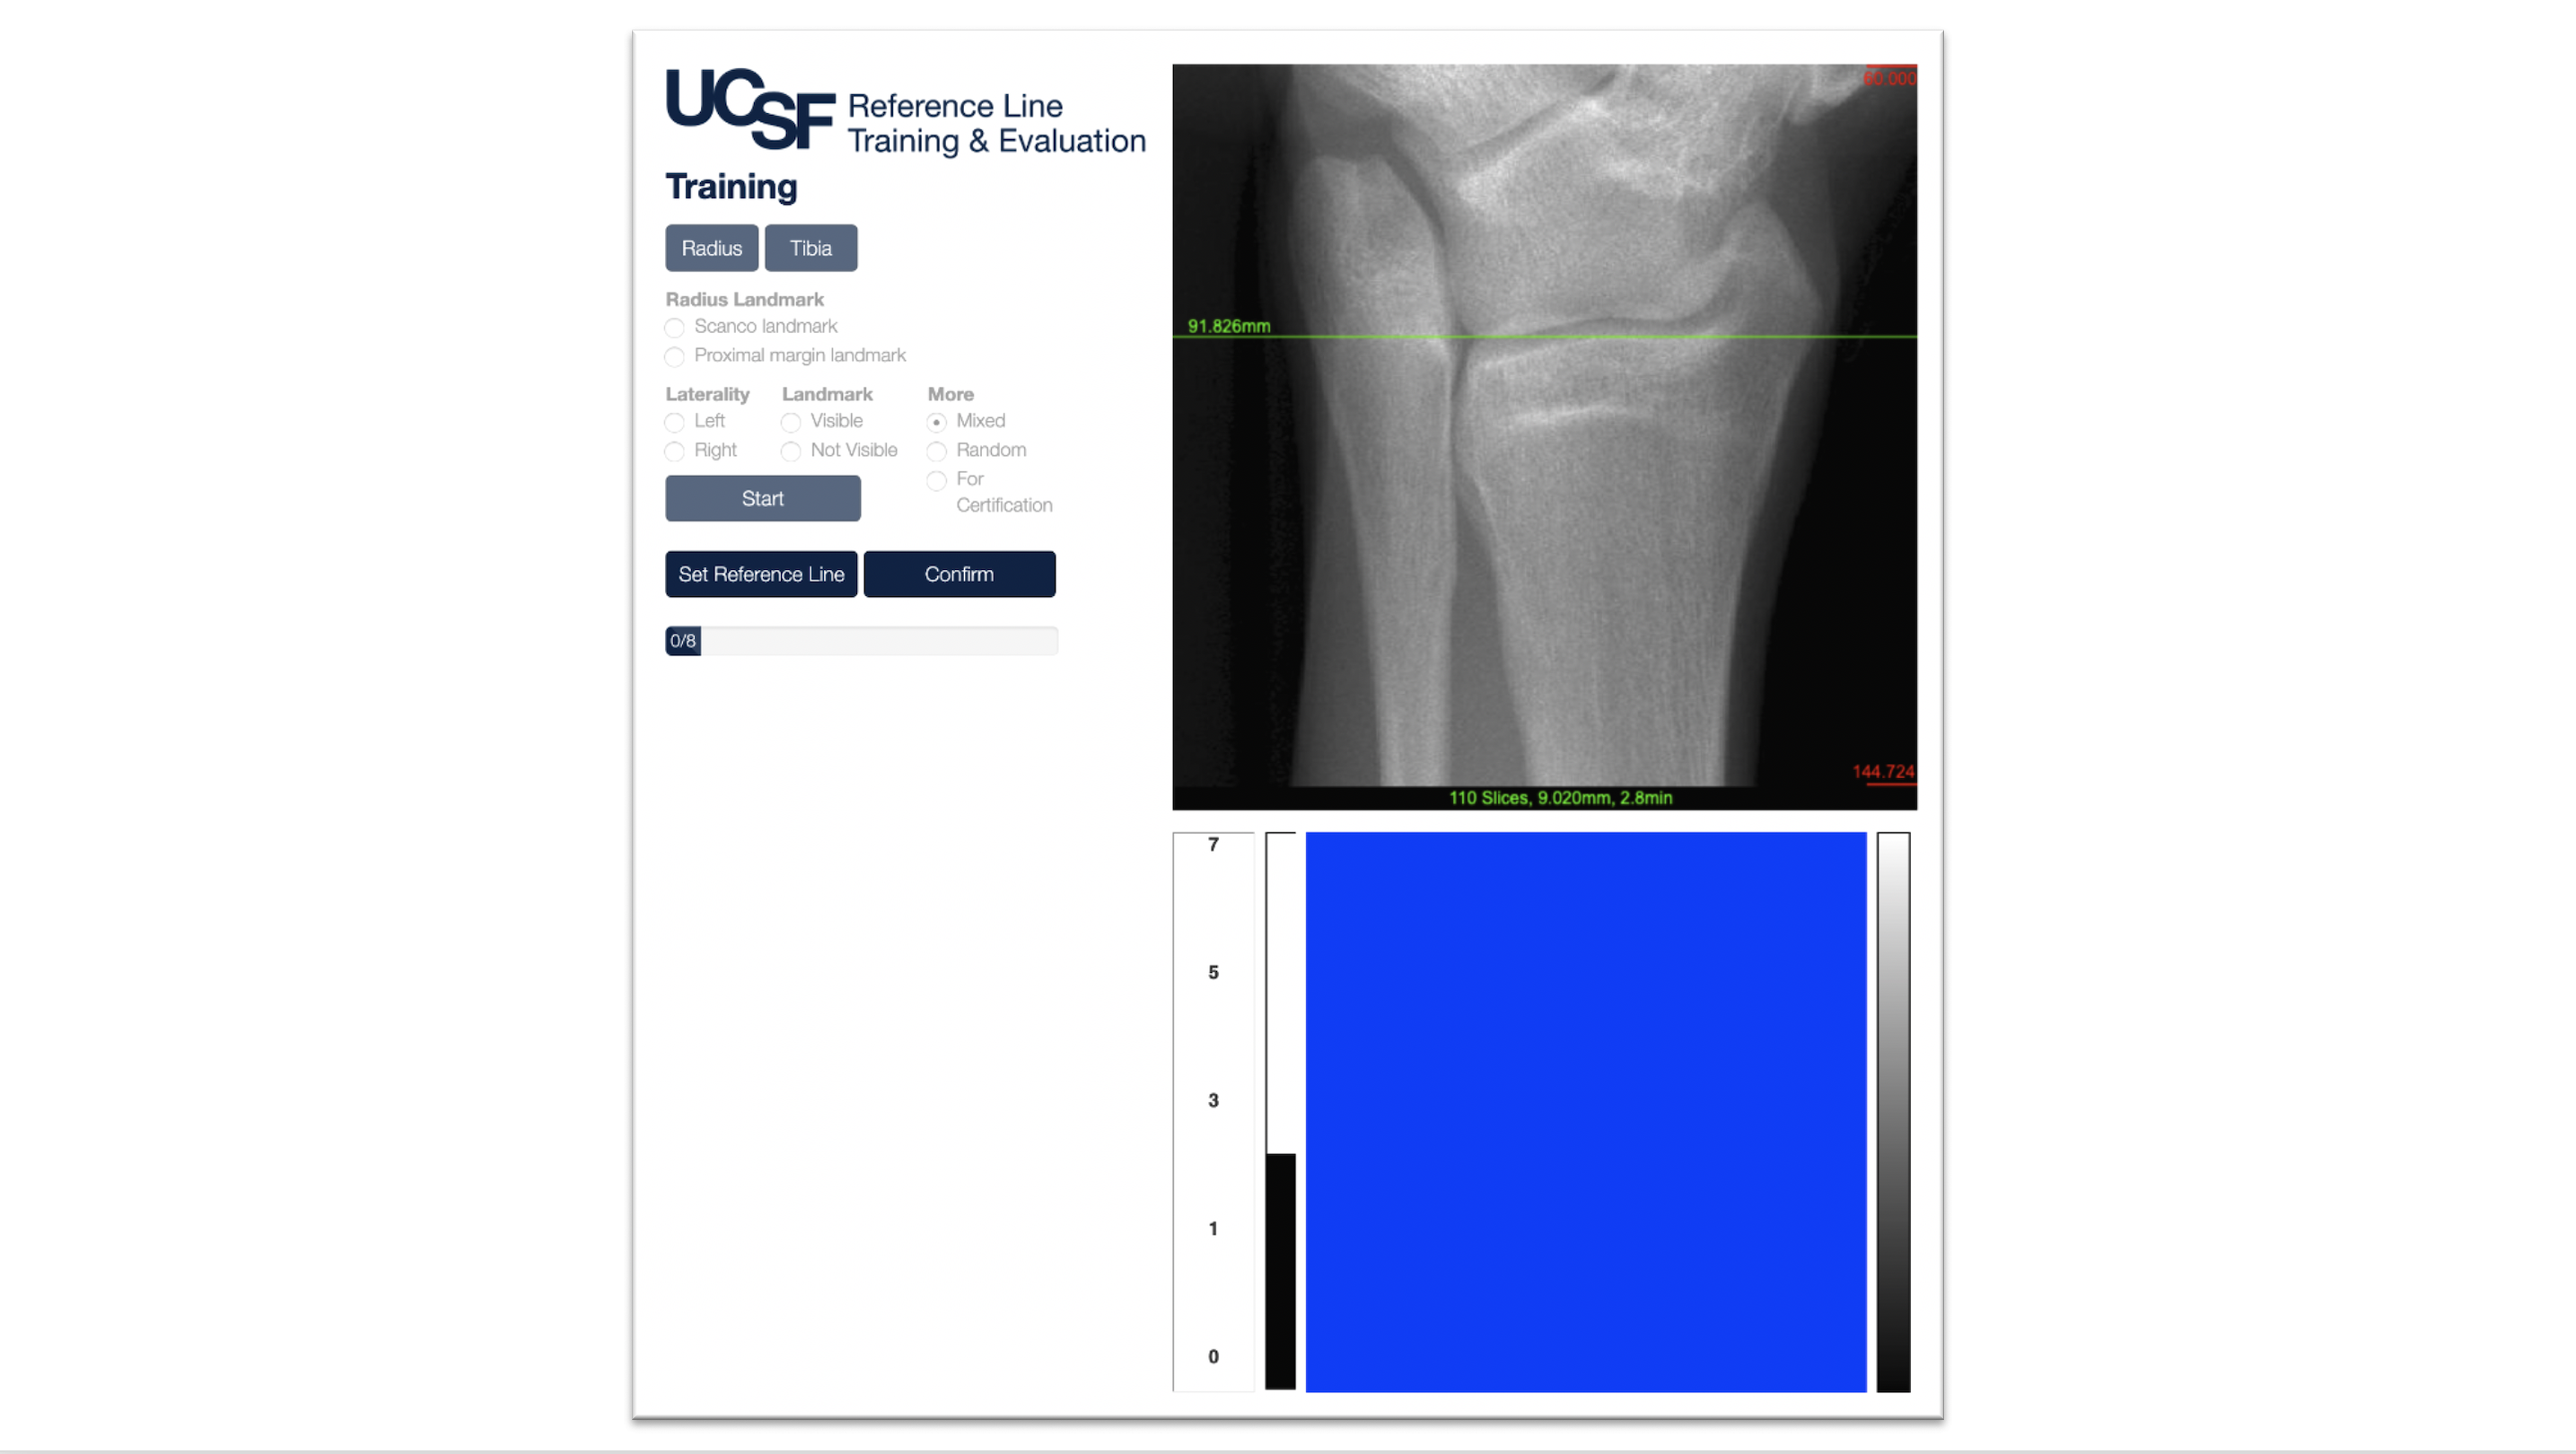 UCSF Reference Line
Training & Evaluation
Training
Radius Tibia
Radius Landmark
Scanco landmark
Proximal margin landmark
Laterality Landmark More
Left Visible Mixed
Right Not Visible Random
For
Certification
Start
Set Reference Line Confirm
0/8
60.000
91.826mm
144.724
110 Slices, 9.020mm, 2.8min
7
5
3
1
0